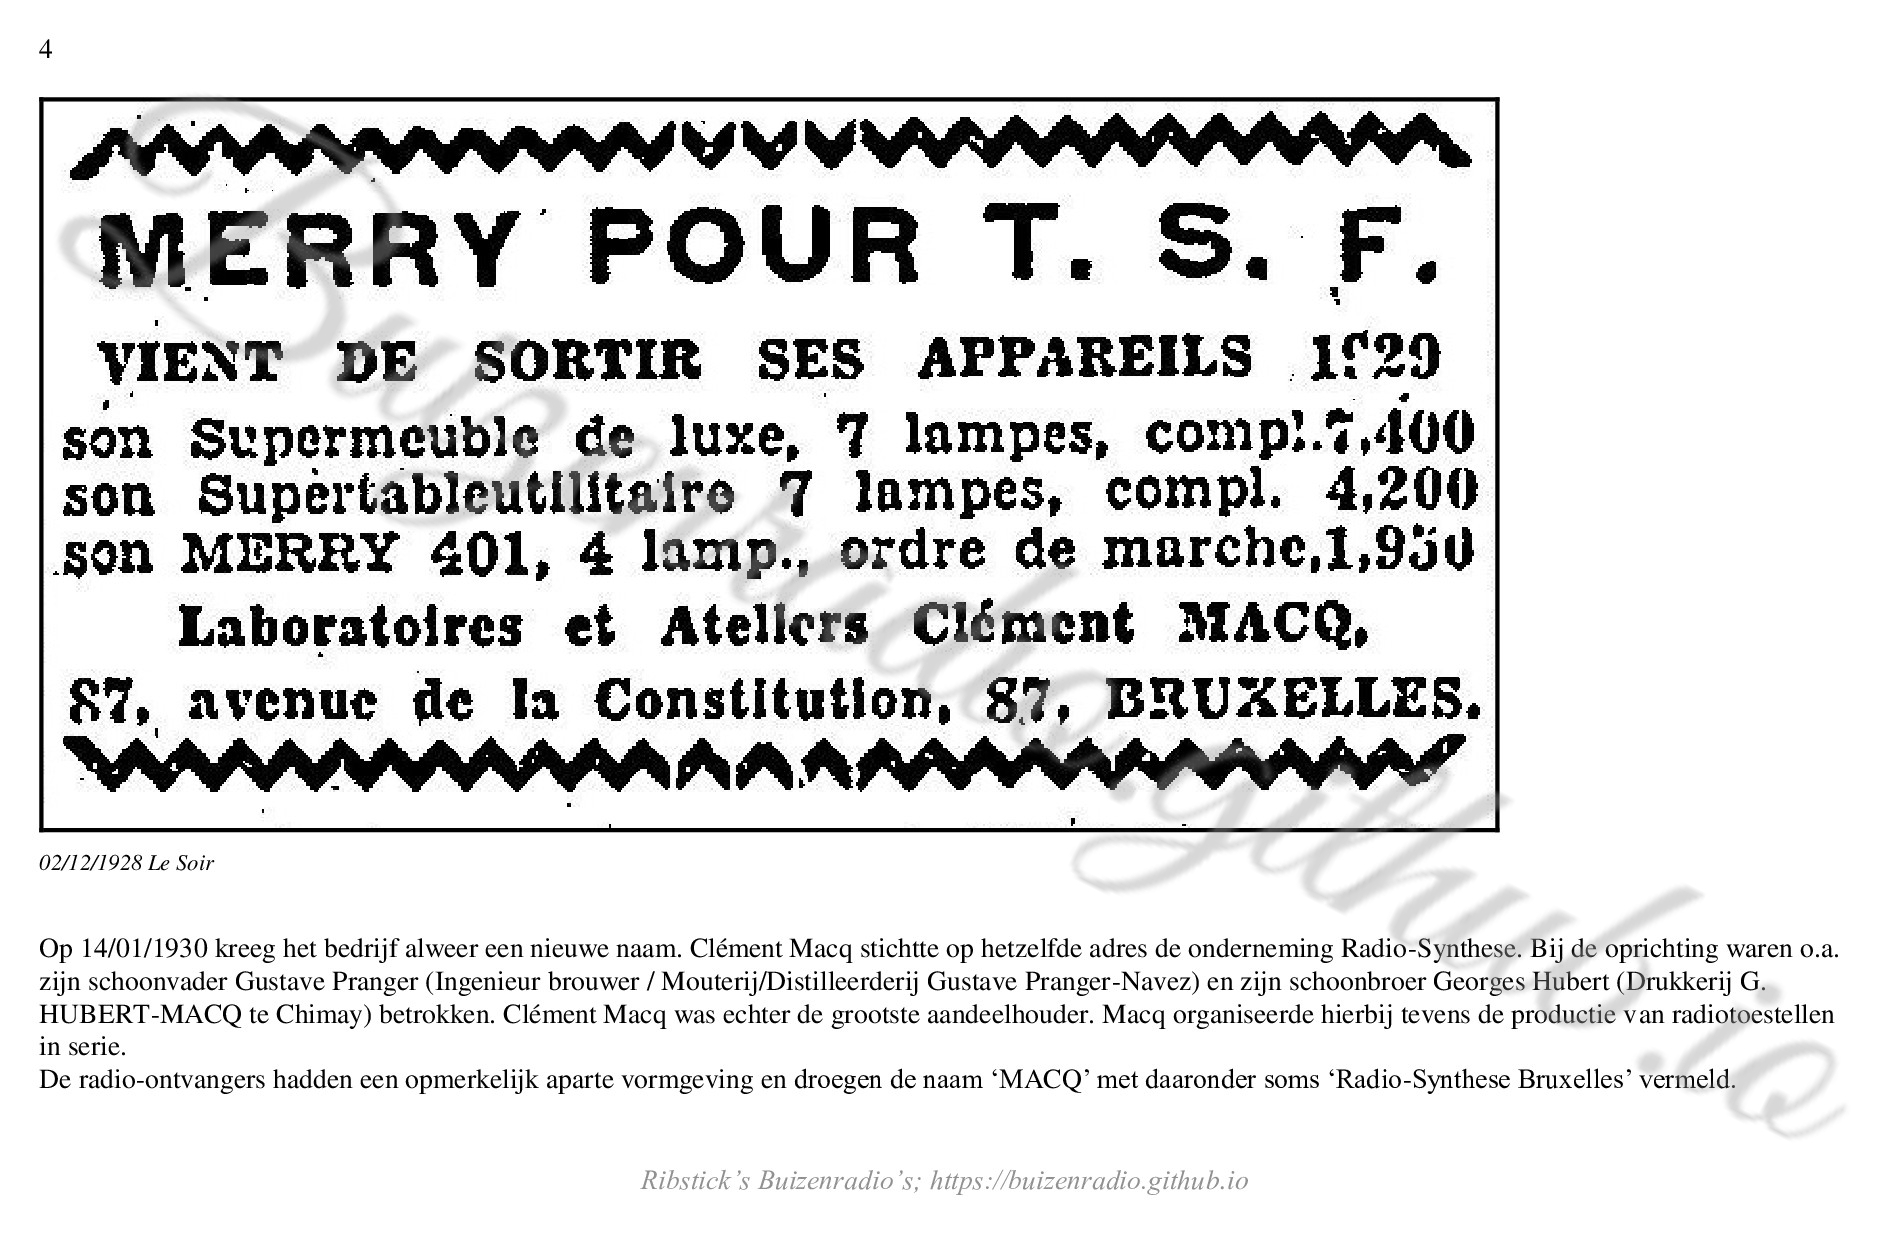 4
MERRY POUR T. S. F.
VIENT DE SORTIR SES APPAREILS 1929
son Supermeuble de luxe, 7 lampes, compl. 7,400
son Supertableutilitaire 7 lampes, compl. 4,200
son MERRY 401, 4 lamp., ordre de marche, 1,950
Laboratoires et Ateliers Clément MACQ,
87, avenue de la Constitution, 87, BRUXELLES.
02/12/1928 Le Soir
Op 14/01/1930 kreeg het bedrijf alweer een nieuwe naam. Clément Macq stichtte op hetzelfde adres de onderneming Radio-Synthese. Bij de oprichting waren o.a.
zijn schoonvader Gustave Pranger (Ingenieur brouwer / Mouterij/Distilleerderij Gustave Pranger-Navez) en zijn schoonbroer Georges Hubert (Drukkerij G.
HUBERT-MACQ te Chimay) betrokken. Clément Macq was echter de grootste aandeelhouder. Macq organiseerde hierbij tevens de productie van radiotoestellen
in serie.
De radio-ontvangers hadden een opmerkelijk aparte vormgeving en droegen de naam ‘MACQ’ met daaronder soms ‘Radio-Synthese Bruxelles’ vermeld.
Ribstick’s Buizenradio’s; https://buizenradio.github.io
Buizenradio.github.io